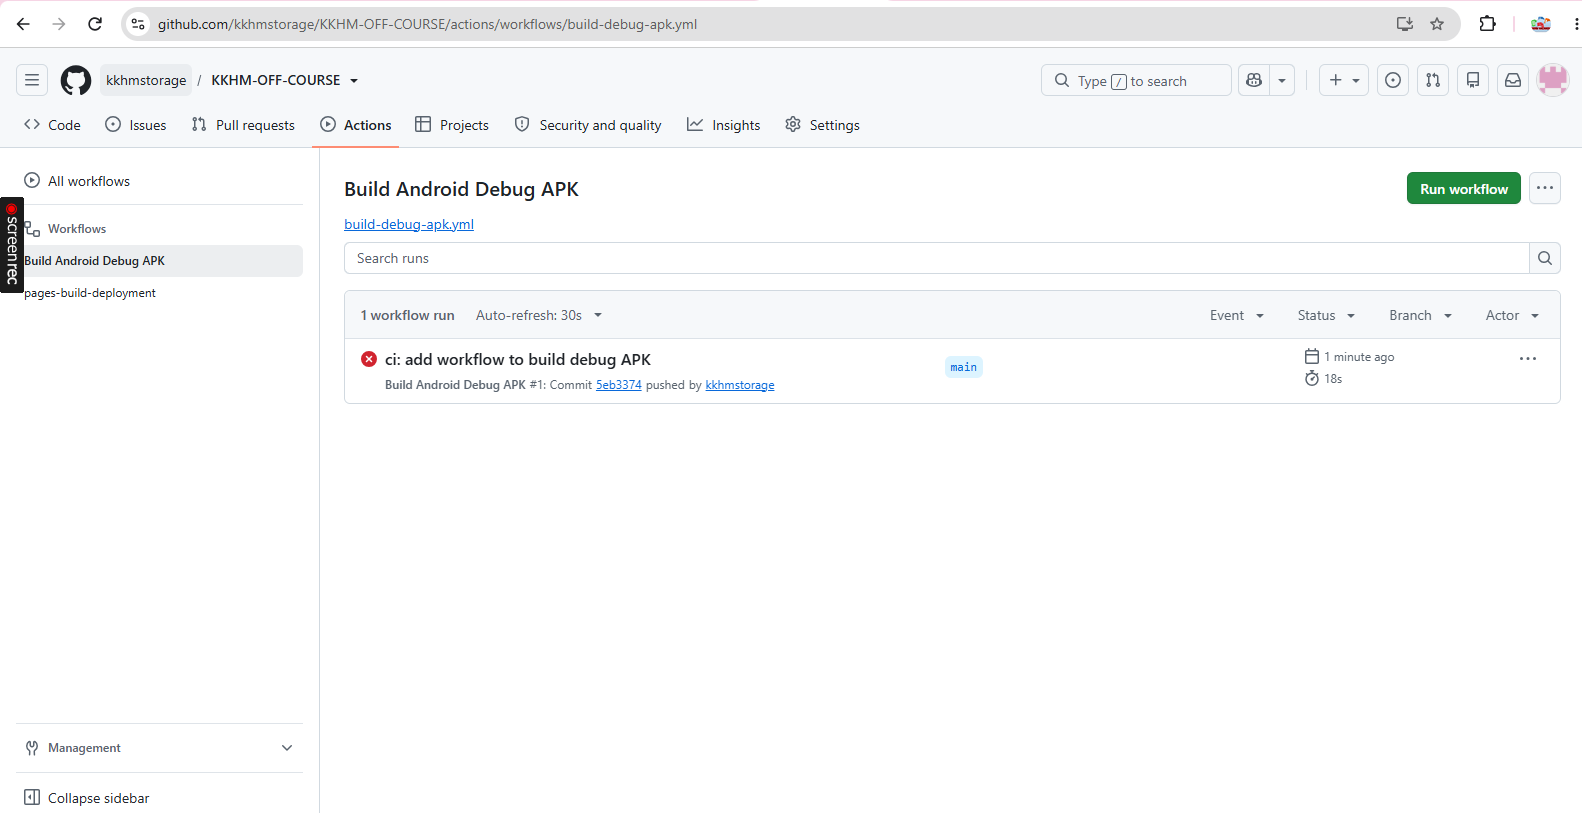 github.com/kkhmstorage/KKHM-OFF-COURSE/actions/workflows/build-debug-apk.yml
kkhmstorage / KKHM-OFF-COURSE
Type / to search
Code
Issues
Pull requests
Actions
Projects
Security and quality
Insights
Settings
All workflows
Workflows
Build Android Debug APK
pages-build-deployment
screenrec
Management
Collapse sidebar
Build Android Debug APK
Run workflow
build-debug-apk.yml
Search runs
1 workflow run
Auto-refresh: 30s
Event
Status
Branch
Actor
ci: add workflow to build debug APK
Build Android Debug APK #1: Commit 5eb3374 pushed by kkhmstorage
main
1 minute ago
18s